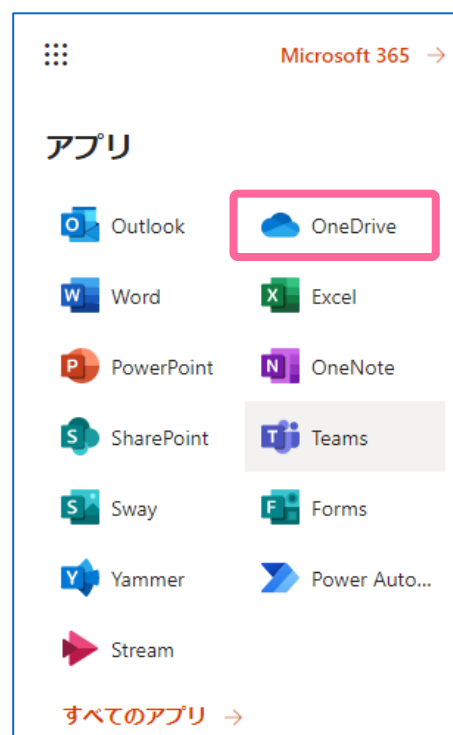 Microsoft 365 →
アプリ
Outlook OneDrive
Word Excel
PowerPoint OneNote
SharePoint Teams
Sway Forms
Yammer Power Auto...
Stream
すべてのアプリ →